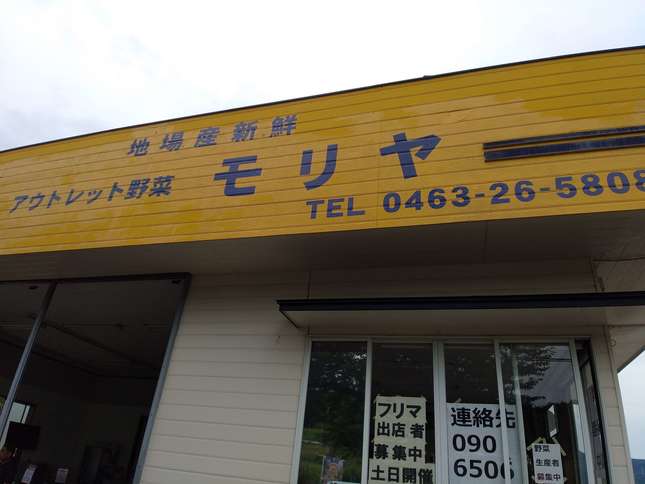 地場産新鮮
アウトレット野菜 モリヤ
TEL 0463-26-5808
フリマ
出店者
募集中
土日開催
連絡先
090
6506
野菜
生産者
募集中